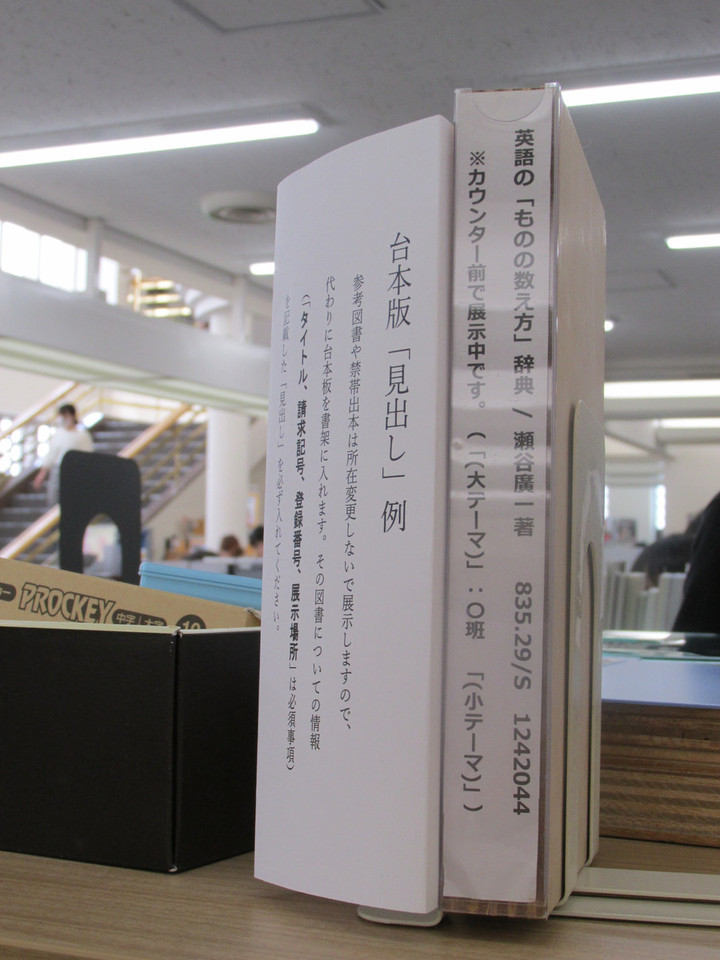 英語の「ものの数え方」辞典 / 瀬谷廣一著 835.29/S 1242044
※カウンター前で展示中です。(「(大テーマ)」:〇班 「(小テーマ)」)
台本版「見出し」例
参考図書や禁帯出本は所在変更しないで展示しますので、
代わりに台本板を書架に入れます。その図書についての情報
(「タイトル、請求記号、登録番号、展示場所」は必須事項)
を記載した「見出し」を必ず入れてください。
PROCKEY